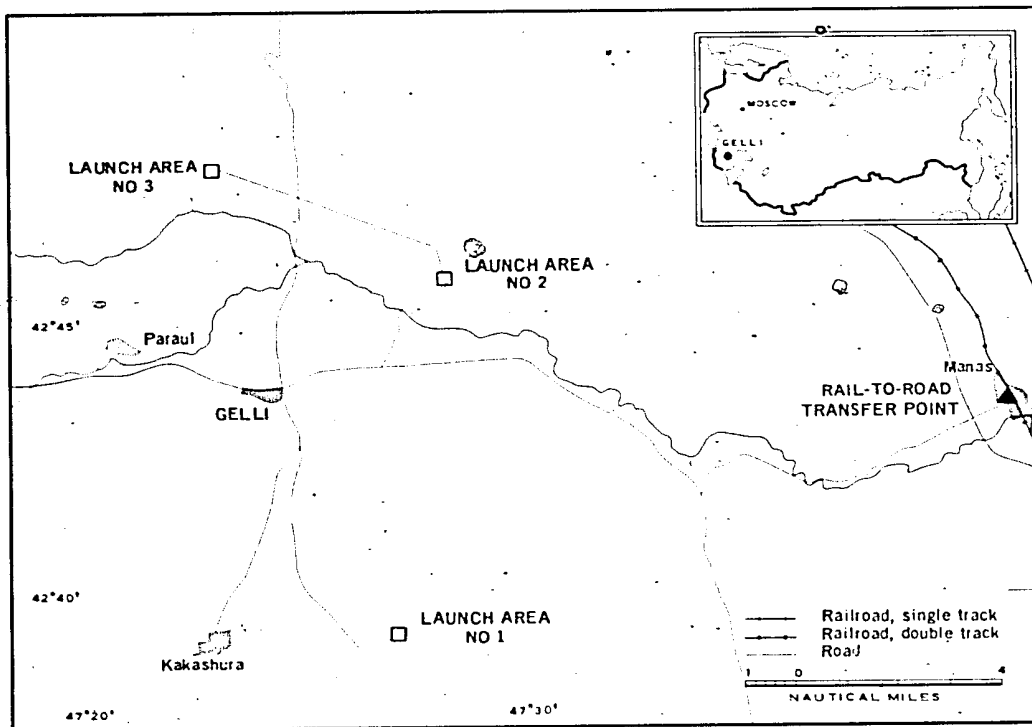 MOSCOW
GELLI
LAUNCH AREA
NO 3
LAUNCH AREA
NO 2
42°45'
Paraul
Manas
RAIL-TO-ROAD
TRANSFER POINT
GELLI
42°40'
LAUNCH AREA
NO 1
Kakashura
Railroad, single track
Railroad, double track
Road
1 0 4
NAUTICAL MILES
47°20'
47°30'